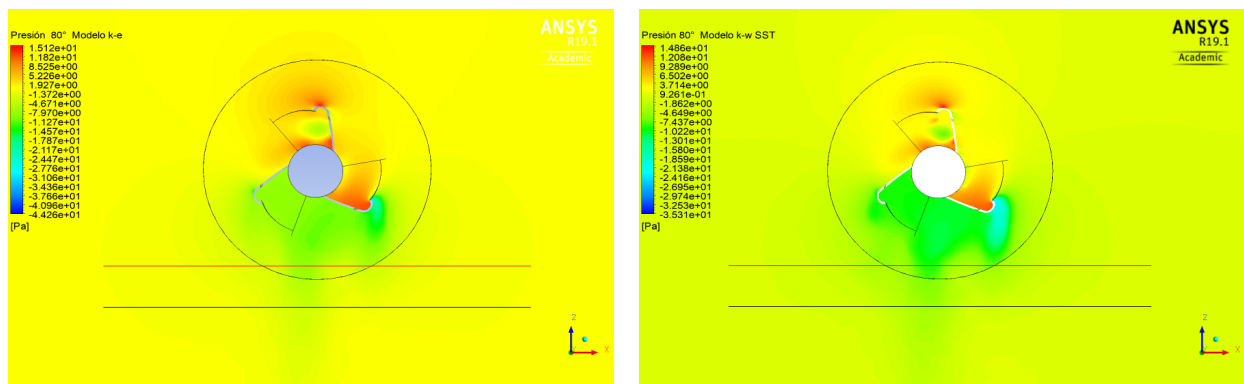 Presión 80° Modelo k-e
1.512e+01
1.182e+01
8.525e+00
5.226e+00
1.927e+00
-1.372e+00
-4.671e+00
-7.970e+00
-1.127e+01
-1.457e+01
-1.787e+01
-2.117e+01
-2.447e+01
-2.776e+01
-3.106e+01
-3.436e+01
-3.766e+01
-4.096e+01
-4.426e+01
[Pa]
ANSYS
R19.1
Academic
Z
X
Presión 80° Modelo k-w SST
1.486e+01
1.208e+01
9.289e+00
6.502e+00
3.714e+00
9.261e-01
-1.862e+00
-4.649e+00
-7.437e+00
-1.022e+01
-1.301e+01
-1.580e+01
-1.859e+01
-2.138e+01
-2.416e+01
-2.695e+01
-2.974e+01
-3.253e+01
-3.531e+01
[Pa]
ANSYS
R19.1
Academic
Z
X